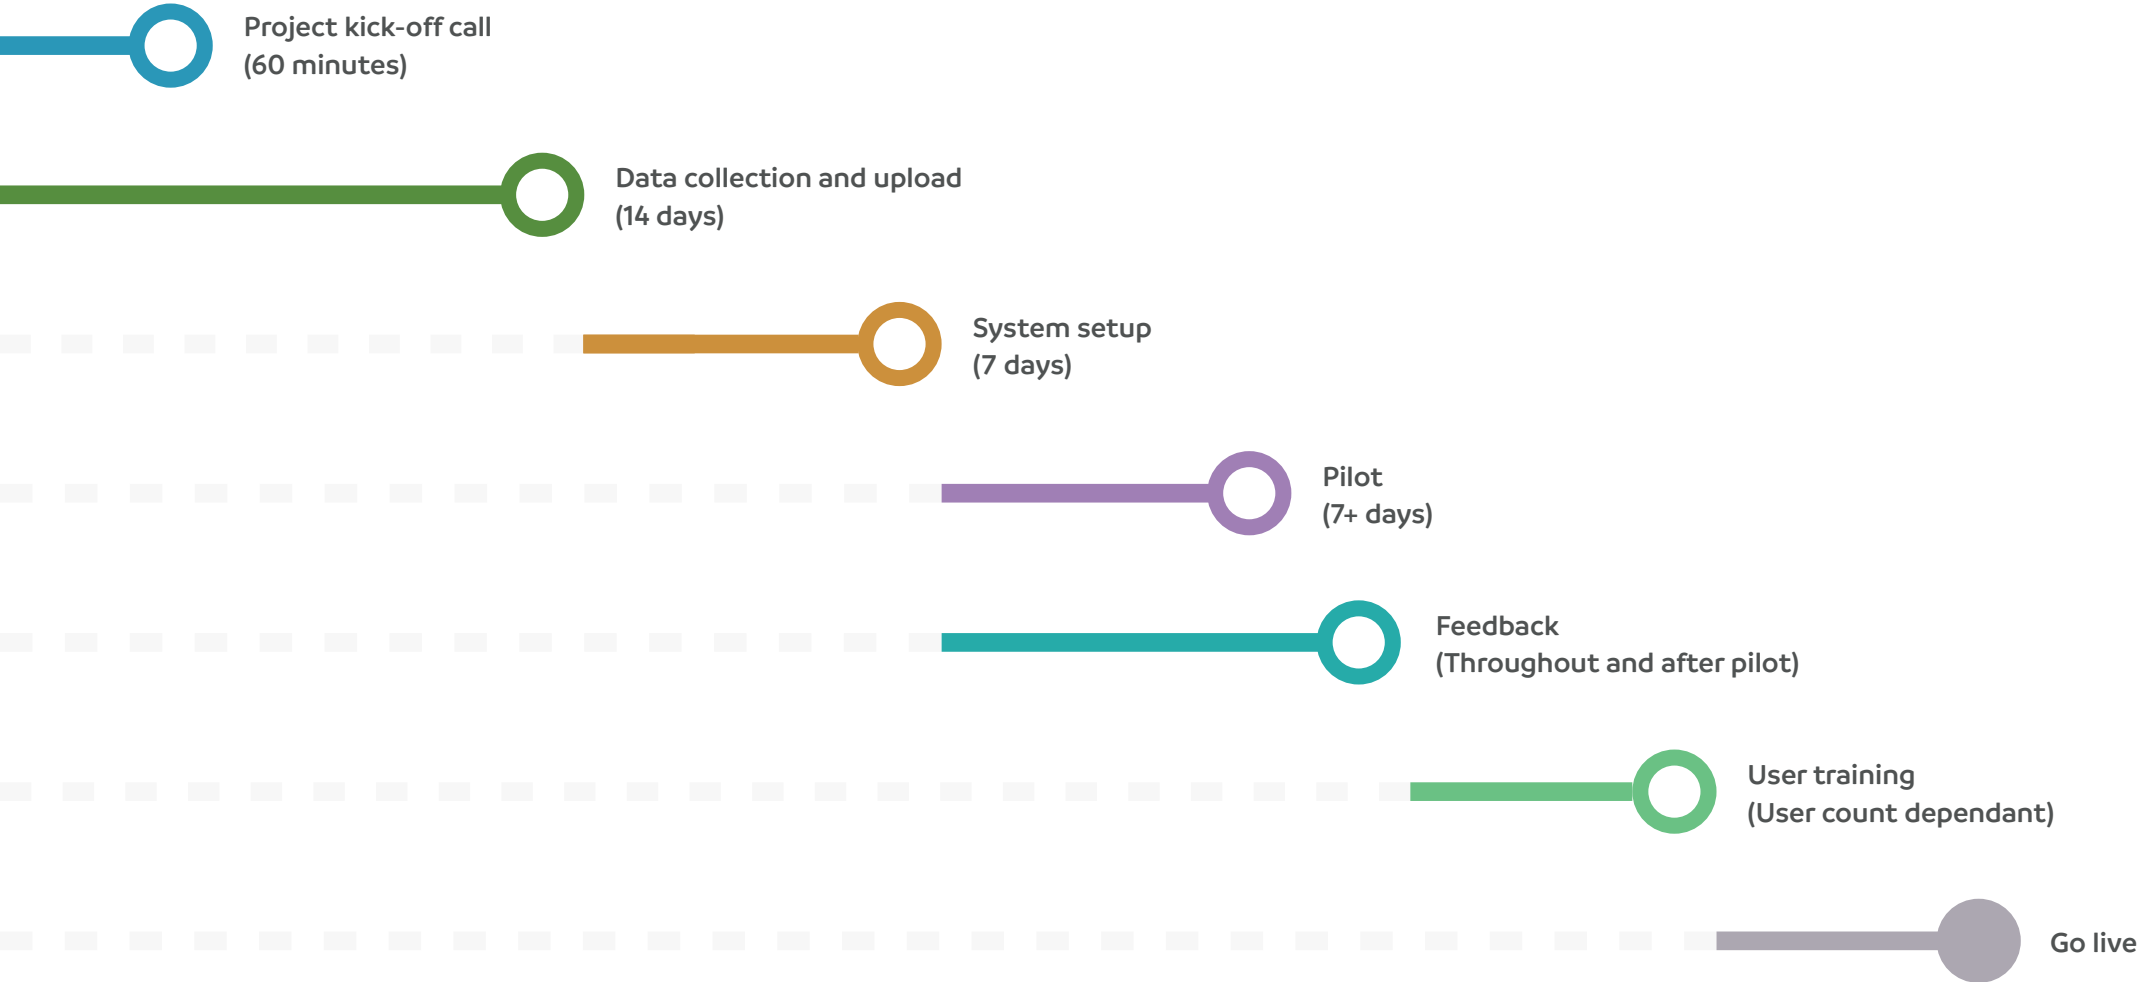 Project kick-off call
(60 minutes)
Data collection and upload
(14 days)
System setup
(7 days)
Pilot
(7+ days)
Feedback
(Throughout and after pilot)
User training
(User count dependant)
Go live